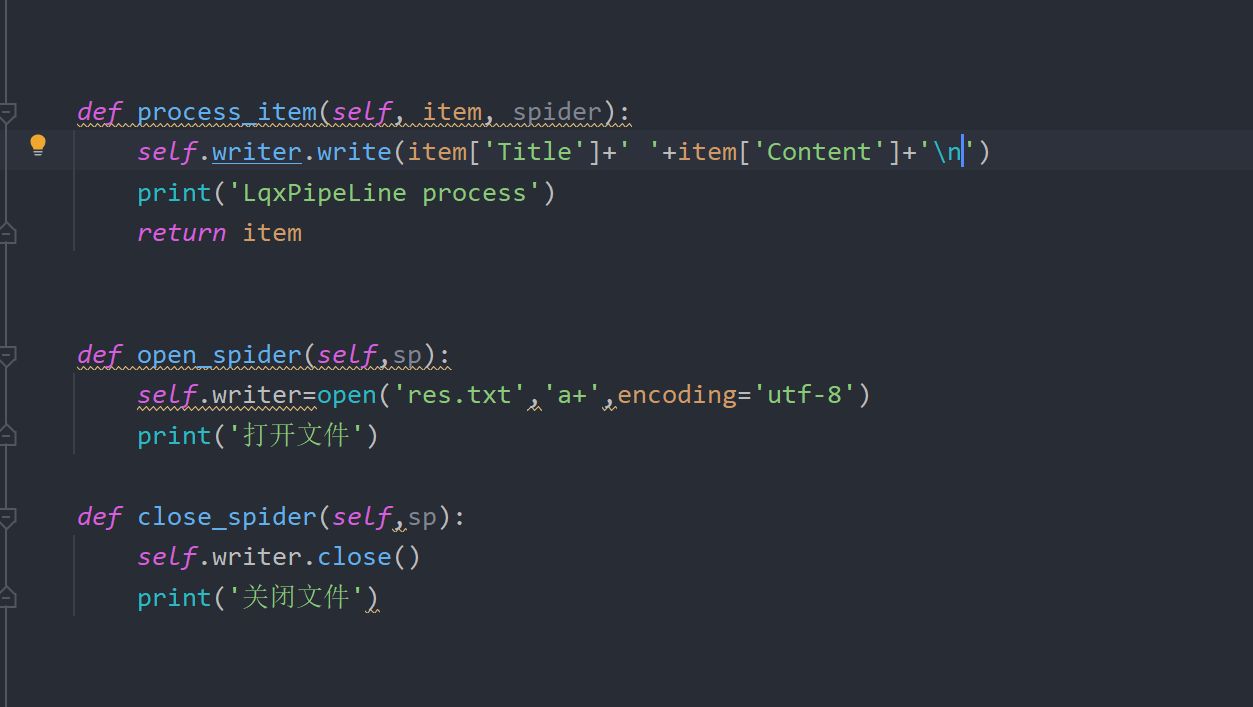 def process_item(self, item, spider):
    self.writer.write(item['Title']+' '+item['Content']+'\n')
    print('LqxPipeLine process')
    return item
def open_spider(self,sp):
    self.writer=open('res.txt','a+',encoding='utf-8')
    print('打开文件')
def close_spider(self,sp):
    self.writer.close()
    print('关闭文件')